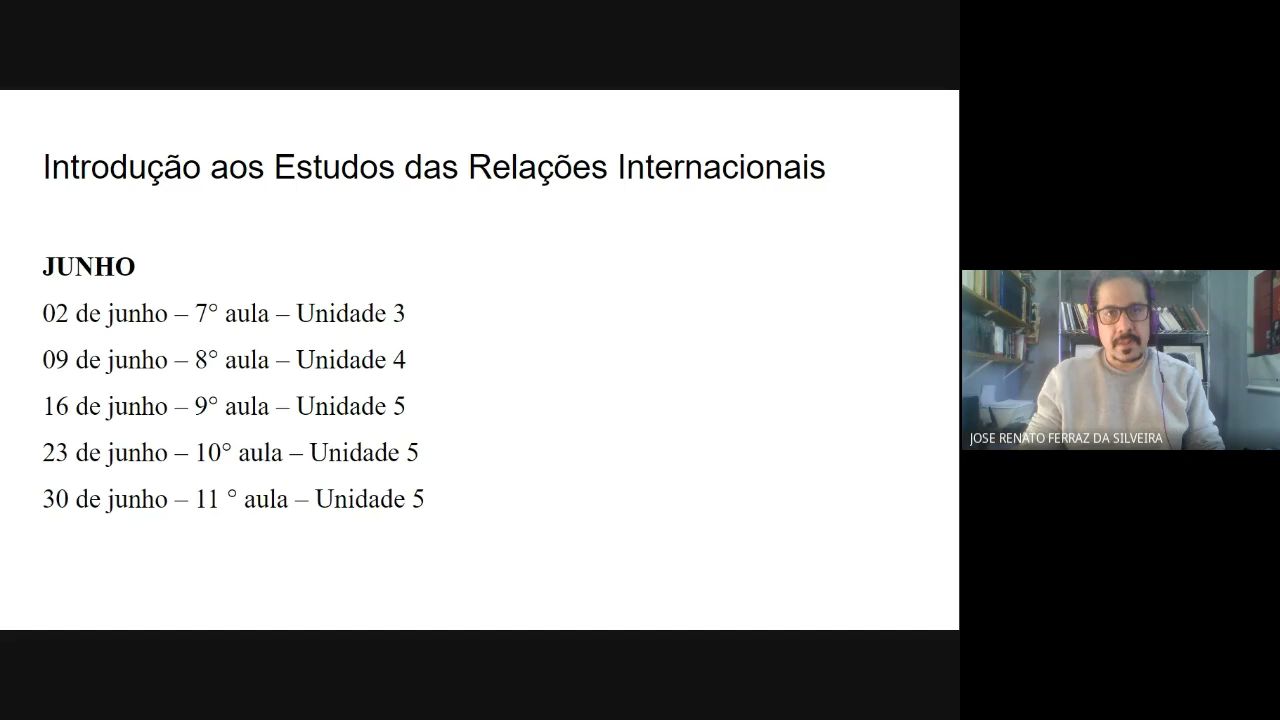 Introdução aos Estudos das Relações Internacionais
JUNHO
02 de junho – 7° aula – Unidade 3
09 de junho – 8° aula – Unidade 4
16 de junho – 9° aula – Unidade 5
23 de junho – 10° aula – Unidade 5
30 de junho – 11 ° aula – Unidade 5
JOSE RENATO FERRAZ DA SILVEIRA